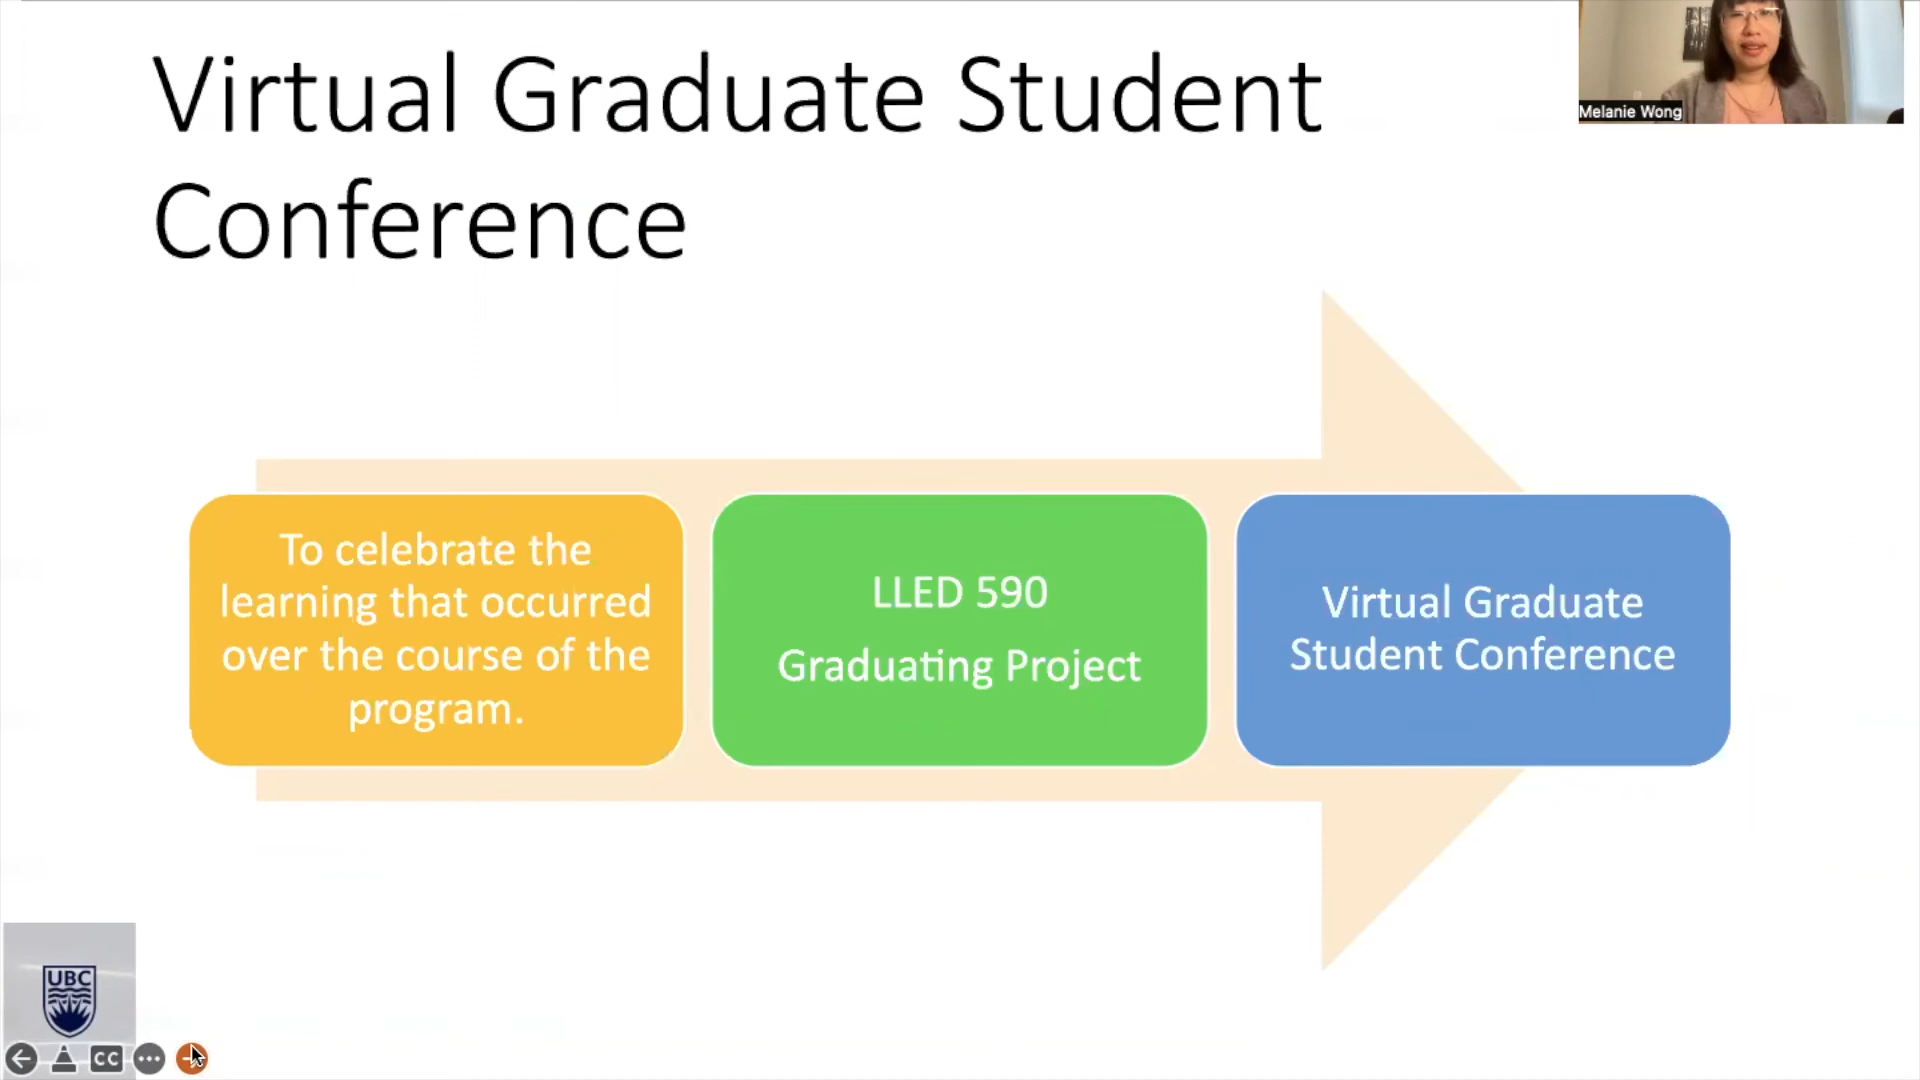 Virtual Graduate Student
Conference
Melanie Wong
To celebrate the
learning that occurred
over the course of the
program.
LLED 590
Graduating Project
Virtual Graduate
Student Conference
UBC
CC